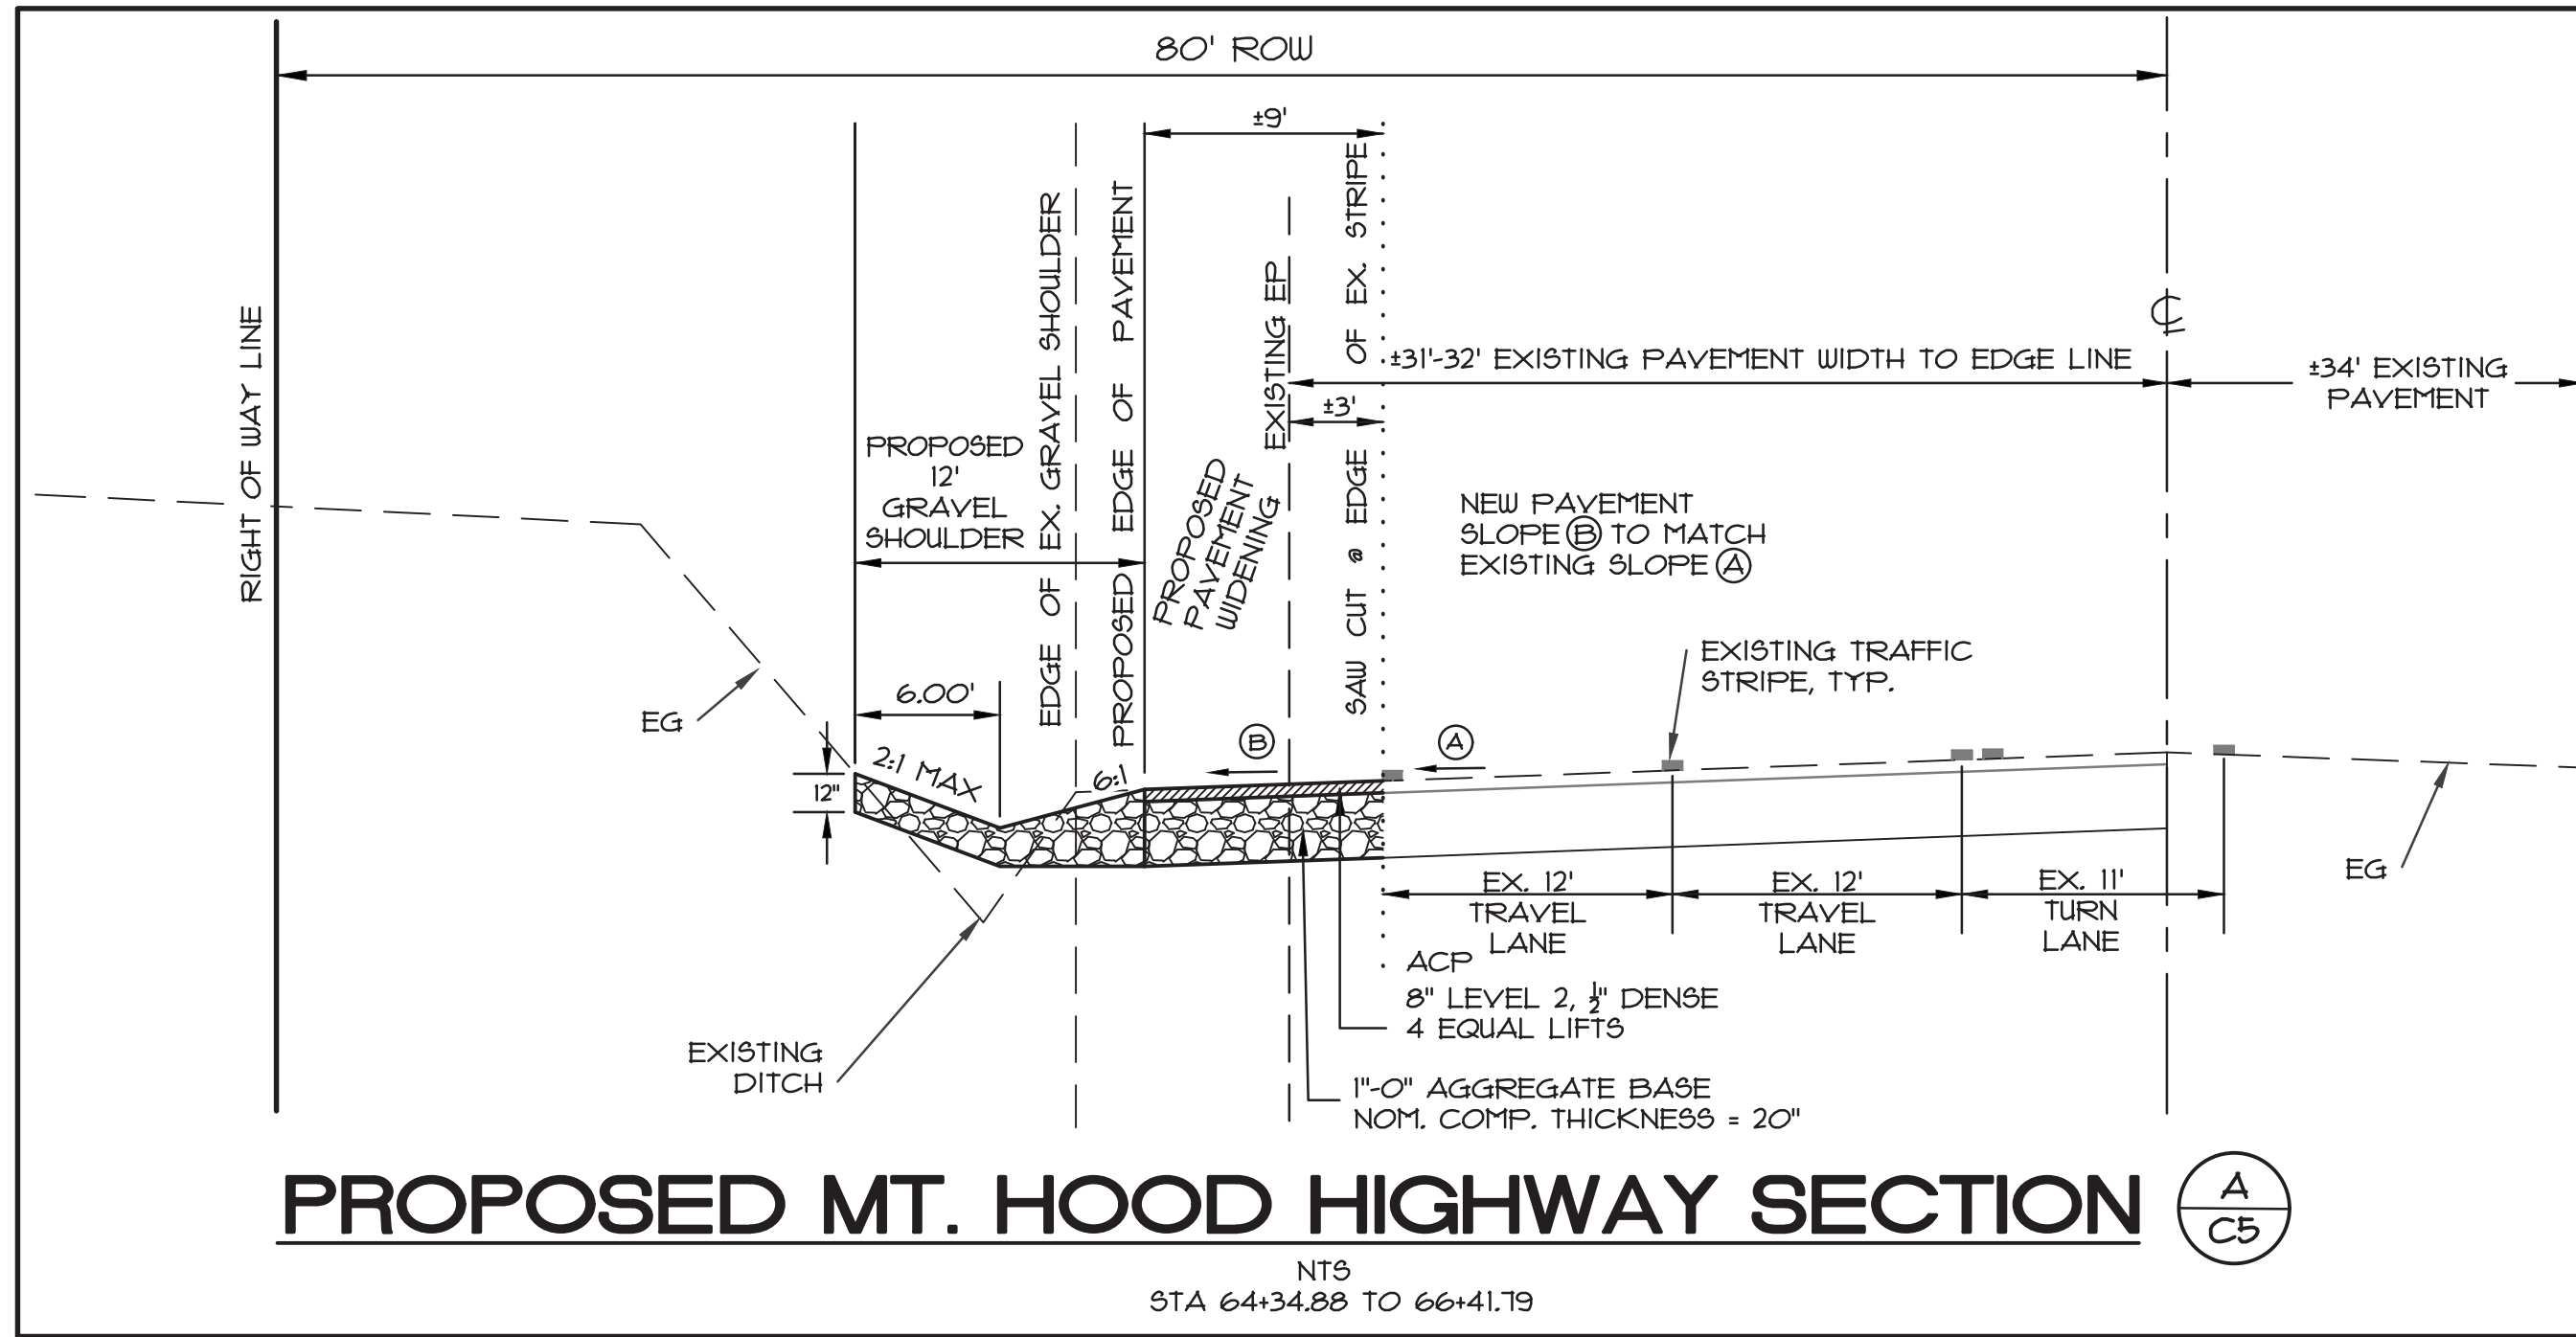 80' ROW
±9'
RIGHT OF WAY LINE
EDGE OF EX. GRAVEL SHOULDER
PROPOSED EDGE OF PAVEMENT
EXISTING EP
SAW CUT @ EDGE OF EX. STRIPE
℄
±31'-32' EXISTING PAVEMENT WIDTH TO EDGE LINE
±34' EXISTING
PAVEMENT
±3'
PROPOSED
12'
GRAVEL
SHOULDER
PROPOSED
PAVEMENT
WIDENING
NEW PAVEMENT
SLOPE B TO MATCH
EXISTING SLOPE A
EXISTING TRAFFIC
STRIPE, TYP.
6.00'
EG
B
A
2:1 MAX
6:1
12"
EG
EX. 12'
TRAVEL
LANE
EX. 12'
TRAVEL
LANE
EX. 11'
TURN
LANE
ACP
8" LEVEL 2, ½" DENSE
4 EQUAL LIFTS
EXISTING
DITCH
1"-0" AGGREGATE BASE
NOM. COMP. THICKNESS = 20"
PROPOSED MT. HOOD HIGHWAY SECTION
A
C5
NTS
STA 64+34.88 TO 66+41.79